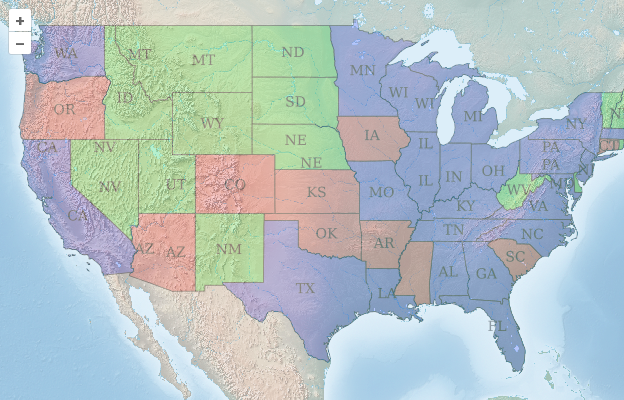 +
−
WA
MT
MT
ND
MN
OR
ID
WY
SD
WI
WI
MI
NY
CA
NV
NE
NE
IA
IL
PA
PA
NV
UT
CO
KS
MO
IL
IN
OH
WV
MD
VA
CA
KY
AZ
AZ
NM
OK
AR
TN
NC
SC
TX
LA
AL
GA
FL